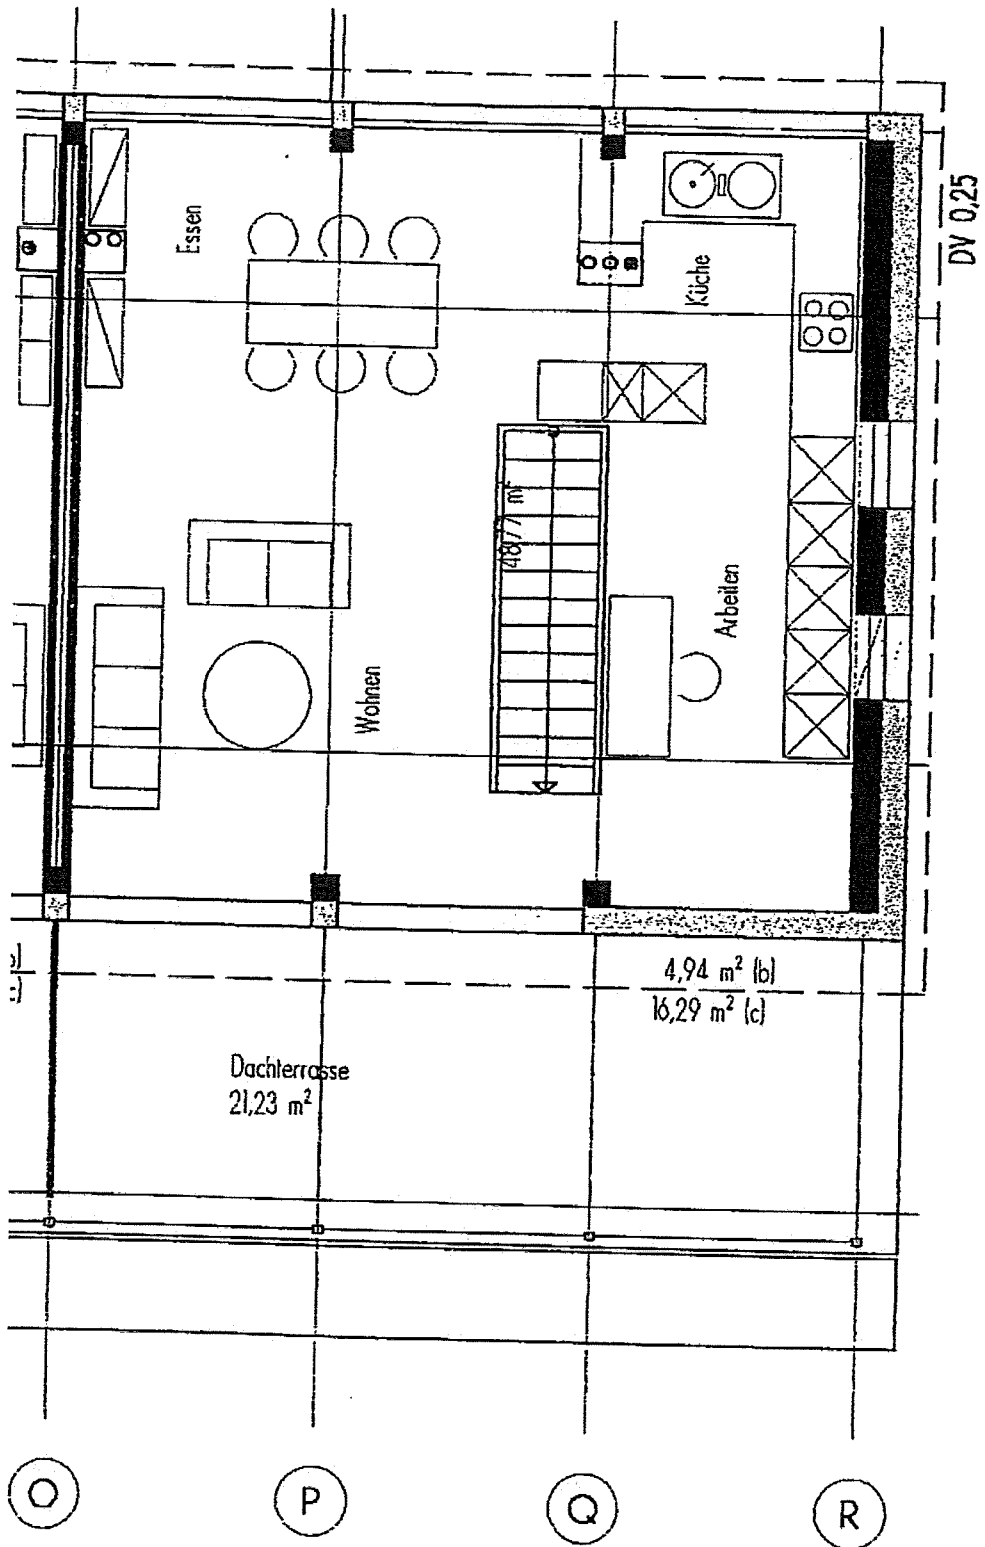 Essen
Küche
DV 0,25
48,77 m²
Arbeiten
Wohnen
4,94 m² (b)
16,29 m² (c)
Dachterrasse
21,23 m²
O
P
Q
R